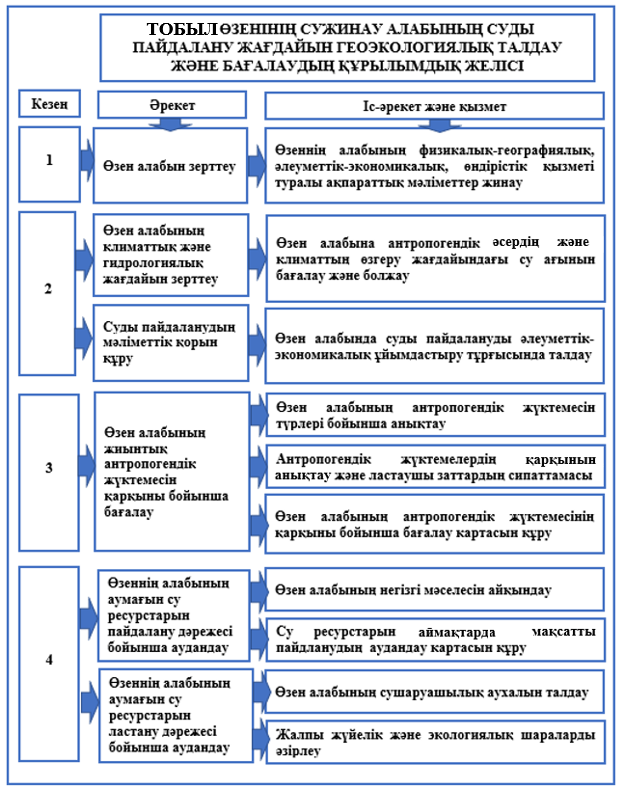 ТОБЫЛ ӨЗЕНІНІҢ СУЖИНАУ АЛАБЫНЫҢ СУДЫ
ПАЙДАЛАНУ ЖАҒДАЙЫН ГЕОЭКОЛОГИЯЛЫҚ ТАЛДАУ
ЖӘНЕ БАҒАЛАУДЫҢ ҚҰРЫЛЫМДЫҚ ЖЕЛІСІ
Кезең
Әрекет
Іс-әрекет және қызмет
1
Өзен алабын зерттеу
Өзеннің алабының физикалық-географиялық,
әлеуметтік-экономикалық, өндірістік қызметі
туралы ақпараттық мәліметтер жинау
2
Өзен алабының
климаттық және
гидрологиялық
жағдайын зерттеу
Өзен алабына антропогендік әсердің және
климаттың өзгеру жағдайындағы су ағынын
бағалау және болжау
Суды пайдаланудың
мәліметтік қорын
құру
Өзен алабында суды пайдалануды әлеуметтік-
экономикалық ұйымдастыру тұрғысында талдау
3
Өзен алабының
жиынтық
антропогендік
жүктемесін
қарқыны бойынша
бағалау
Өзен алабының антропогендік жүктемесін
түрлері бойынша анықтау
Антропогендік жүктемелердің қарқынын
анықтау және ластаушы заттардың сипаттамасы
Өзен алабының антропогендік жүктемесінің
қарқыны бойынша бағалау картасын құру
4
Өзеннің алабының
аумағын су
ресурстарын
пайдалану дәрежесі
бойынша аудандау
Өзен алабының негізгі мәселесін айқындау
Су ресурстарын аймақтарда мақсатты
пайдланудың аудандау картасын құру
Өзеннің алабының
аумағын су
ресурстарын
ластану дәрежесі
бойынша аудандау
Өзен алабының сушаруашылық аухалын талдау
Жалпы жүйелік және экологиялық шараларды
әзірлеу